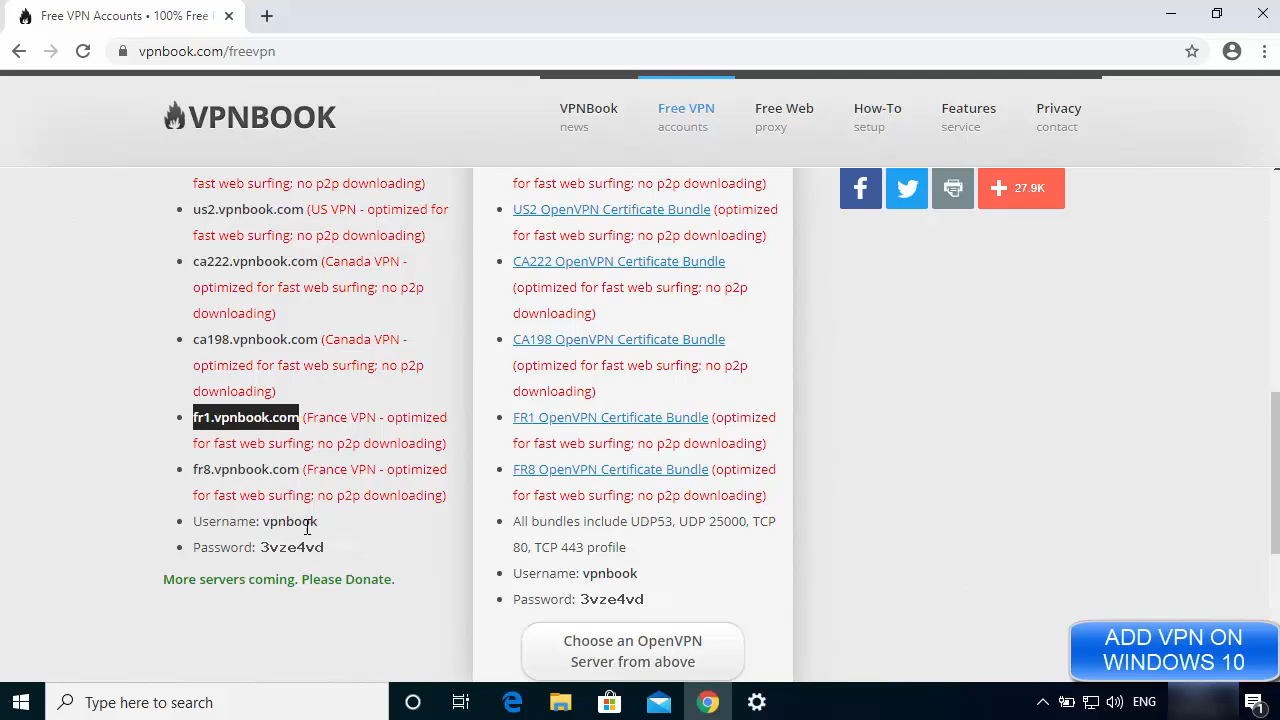 Free VPN Accounts • 100% Free
vpnbook.com/freevpn
VPNBOOK
VPNBook
news
Free VPN
accounts
Free Web
proxy
How-To
setup
Features
service
Privacy
contact
fast web surfing; no p2p downloading)
us2.vpnbook.com (US VPN - optimized for
fast web surfing; no p2p downloading)
ca222.vpnbook.com (Canada VPN -
optimized for fast web surfing; no p2p
downloading)
ca198.vpnbook.com (Canada VPN -
optimized for fast web surfing; no p2p
downloading)
fr1.vpnbook.com (France VPN - optimized
for fast web surfing; no p2p downloading)
fr8.vpnbook.com (France VPN - optimized
for fast web surfing; no p2p downloading)
Username: vpnbook
Password: 3vze4vd
More servers coming. Please Donate.
fast web surfing; no p2p downloading)
US2 OpenVPN Certificate Bundle (optimized
for fast web surfing; no p2p downloading)
CA222 OpenVPN Certificate Bundle
(optimized for fast web surfing; no p2p
downloading)
CA198 OpenVPN Certificate Bundle
(optimized for fast web surfing; no p2p
downloading)
FR1 OpenVPN Certificate Bundle (optimized
for fast web surfing; no p2p downloading)
FR8 OpenVPN Certificate Bundle (optimized
for fast web surfing; no p2p downloading)
All bundles include UDP53, UDP 25000, TCP
80, TCP 443 profile
Username: vpnbook
Password: 3vze4vd
Choose an OpenVPN
Server from above
27.9K
ADD VPN ON
WINDOWS 10
Type here to search
ENG
1